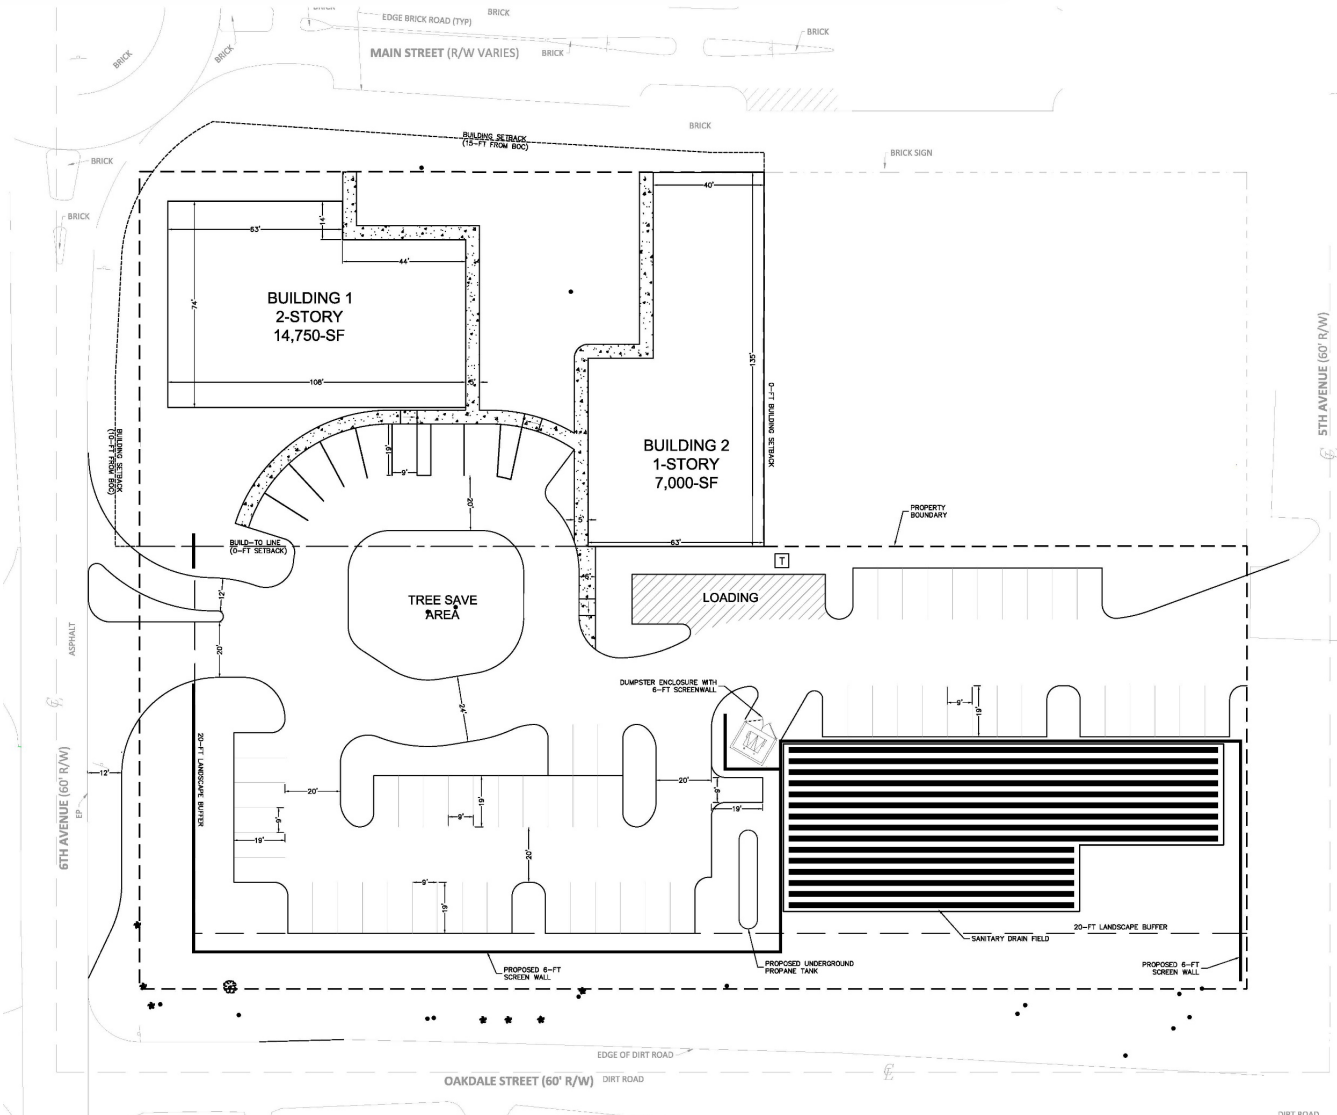 BRICK
EDGE BRICK ROAD (TYP)
BRICK
BRICK
MAIN STREET (R/W VARIES)
BRICK
BRICK
BRICK
BRICK
BUILDING SETBACK
(15-FT FROM BOC)
BRICK SIGN
BRICK
BRICK
40'
14'
63'
44'
74'
BUILDING 1
2-STORY
14,750-SF
108'
5'
135'
0-FT BUILDING SETBACK
BUILDING 2
1-STORY
7,000-SF
BUILDING SETBACK
(10-FT FROM BOC)
19'
9'
20'
5'
63'
BUILD-TO LINE
(0-FT SETBACK)
PROPERTY
BOUNDARY
5TH AVENUE (60' R/W)
T
LOADING
TREE SAVE
AREA
5'
12'
20'
ASPHALT
24'
DUMPSTER ENCLOSURE WITH
6-FT SCREENWALL
9'
19'
20-FT LANDSCAPE BUFFER
12'
20'
20'
9'
19'
9'
19'
9'
19'
20'
9'
19'
6TH AVENUE (60' R/W)
EP
20-FT LANDSCAPE BUFFER
SANITARY DRAIN FIELD
PROPOSED 6-FT
SCREEN WALL
PROPOSED UNDERGROUND
PROPANE TANK
PROPOSED 6-FT
SCREEN WALL
EDGE OF DIRT ROAD
OAKDALE STREET (60' R/W)
DIRT ROAD
DIRT ROAD